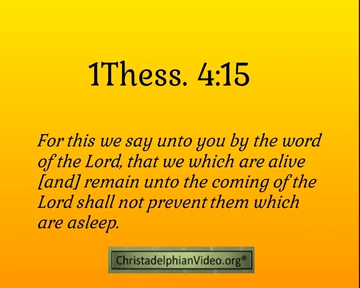 1Thess. 4:15
For this we say unto you by the word
of the Lord, that we which are alive
[and] remain unto the coming of the
Lord shall not prevent them which
are asleep.
ChristadelphianVideo.org®